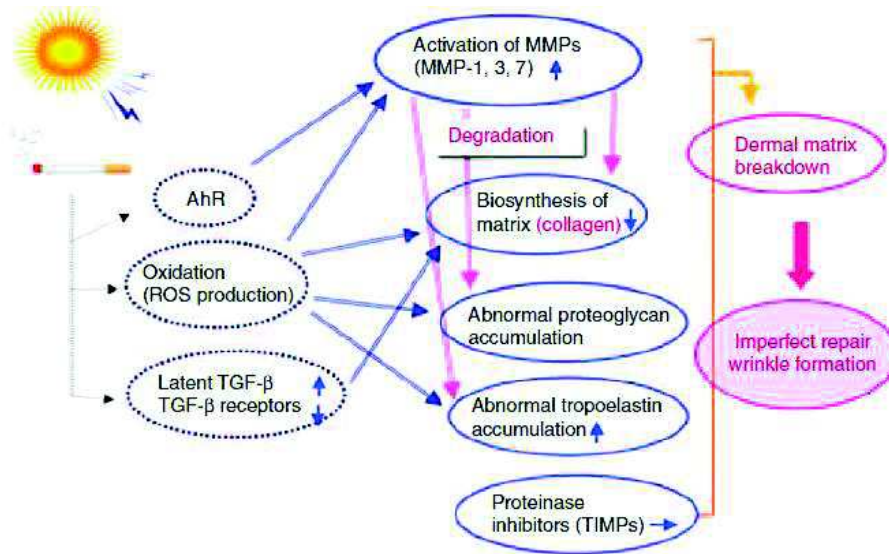 Activation of MMPs
(MMP-1, 3, 7)
Degradation
Dermal matrix
breakdown
AhR
Biosynthesis of
matrix (collagen)
Oxidation
(ROS production)
Abnormal proteoglycan
accumulation
Imperfect repair
wrinkle formation
Latent TGF-β
TGF-β receptors
Abnormal tropoelastin
accumulation
Proteinase
inhibitors (TIMPs)